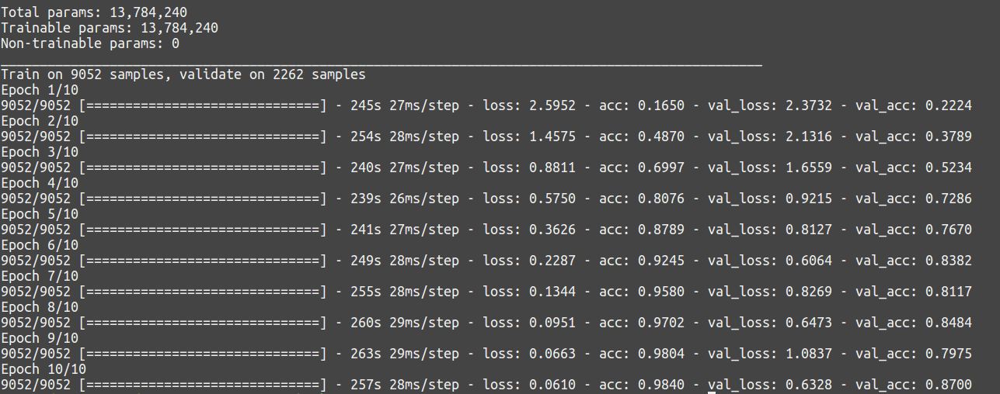 Total params: 13,784,240
Trainable params: 13,784,240
Non-trainable params: 0
__________________________________________________________________________________________________
Train on 9052 samples, validate on 2262 samples
Epoch 1/10
9052/9052 [==============================] - 245s 27ms/step - loss: 2.5952 - acc: 0.1650 - val_loss: 2.3732 - val_acc: 0.2224
Epoch 2/10
9052/9052 [==============================] - 254s 28ms/step - loss: 1.4575 - acc: 0.4870 - val_loss: 2.1316 - val_acc: 0.3789
Epoch 3/10
9052/9052 [==============================] - 240s 27ms/step - loss: 0.8811 - acc: 0.6997 - val_loss: 1.6559 - val_acc: 0.5234
Epoch 4/10
9052/9052 [==============================] - 239s 26ms/step - loss: 0.5750 - acc: 0.8076 - val_loss: 0.9215 - val_acc: 0.7286
Epoch 5/10
9052/9052 [==============================] - 241s 27ms/step - loss: 0.3626 - acc: 0.8789 - val_loss: 0.8127 - val_acc: 0.7670
Epoch 6/10
9052/9052 [==============================] - 249s 28ms/step - loss: 0.2287 - acc: 0.9245 - val_loss: 0.6064 - val_acc: 0.8382
Epoch 7/10
9052/9052 [==============================] - 255s 28ms/step - loss: 0.1344 - acc: 0.9580 - val_loss: 0.8269 - val_acc: 0.8117
Epoch 8/10
9052/9052 [==============================] - 260s 29ms/step - loss: 0.0951 - acc: 0.9702 - val_loss: 0.6473 - val_acc: 0.8484
Epoch 9/10
9052/9052 [==============================] - 263s 29ms/step - loss: 0.0663 - acc: 0.9804 - val_loss: 1.0837 - val_acc: 0.7975
Epoch 10/10
9052/9052 [==============================] - 257s 28ms/step - loss: 0.0610 - acc: 0.9840 - val_loss: 0.6328 - val_acc: 0.8700